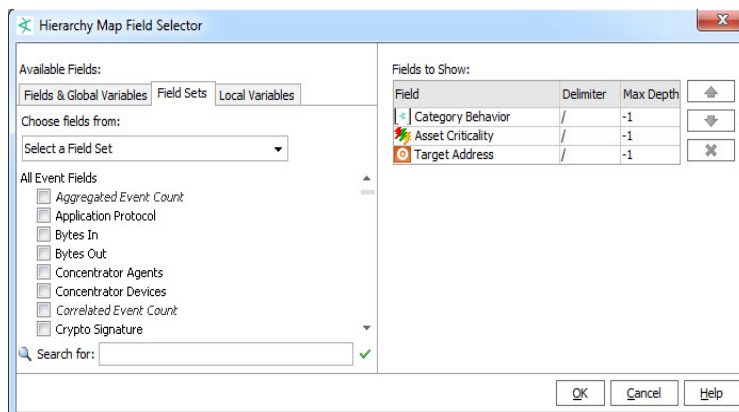 Hierarchy Map Field Selector
Available Fields:
Fields & Global Variables Field Sets Local Variables
Choose fields from:
Select a Field Set
All Event Fields
Aggregated Event Count
Application Protocol
Bytes In
Bytes Out
Concentrator Agents
Concentrator Devices
Correlated Event Count
Crypto Signature
Search for:
Fields to Show:
Field Delimiter Max Depth
Category Behavior / -1
Asset Criticality / -1
Target Address / -1
OK Cancel Help